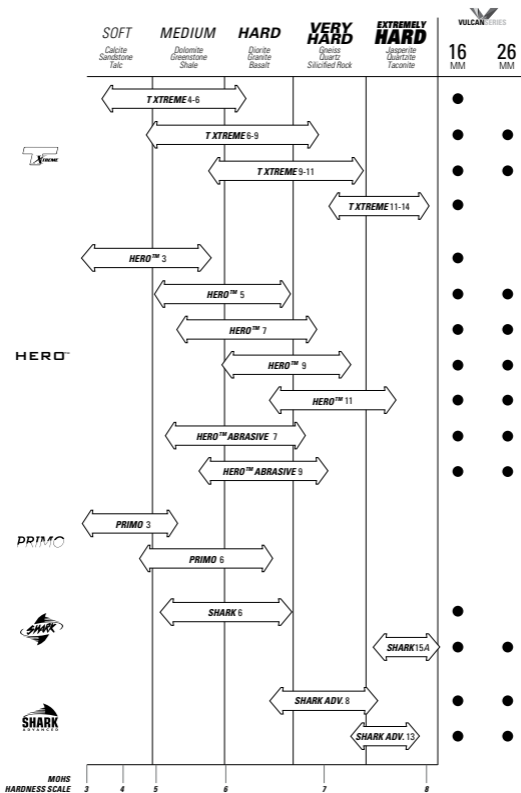 VULCANSERIES
SOFT MEDIUM HARD VERY HARD EXTREMELY HARD 16 MM 26 MM
Calcite Sandstone Talc
Dolomite Greenstone Shale
Diorite Granite Basalt
Gneiss Quartz Silicified Rock
Jasperite Quartzite Taconite
T XTREME 4-6
T XTREME 6-9
T XTREME
T XTREME 9-11
T XTREME 11-14
HERO™ 3
HERO™ 5
HERO™ 7
HERO™
HERO™ 9
HERO™ 11
HERO™ ABRASIVE 7
HERO™ ABRASIVE 9
PRIMO 3
PRIMO
PRIMO 6
SHARK 6
SHARK
SHARK 15A
SHARK ADV. 8
SHARK ADVANCED
SHARK ADV. 13
MOHS
HARDNESS SCALE 3 4 5 6 7 8